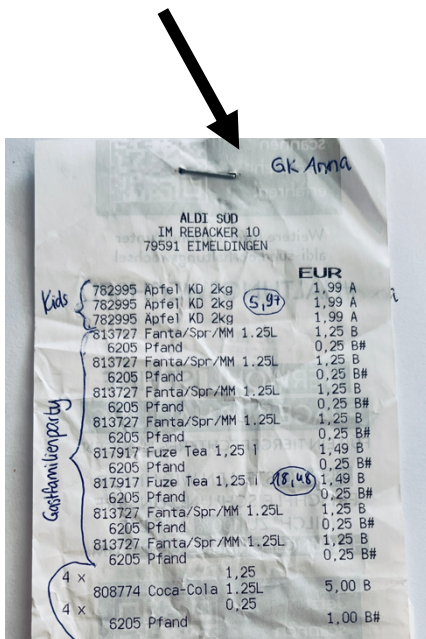 GK Anna
ALDI SÜD
IM REBACKER 10
79591 EIMELDINGEN
EUR
Kids
782995 Apfel KD 2kg 1,99 A
782995 Apfel KD 2kg 5,97 1,99 A
782995 Apfel KD 2kg 1,99 A
Gastfamilienparty
813727 Fanta/Spr/MM 1.25L 1,25 B
6205 Pfand 0,25 B#
813727 Fanta/Spr/MM 1.25L 1,25 B
6205 Pfand 0,25 B#
813727 Fanta/Spr/MM 1.25L 1,25 B
6205 Pfand 0,25 B#
813727 Fanta/Spr/MM 1.25L 1,25 B
6205 Pfand 0,25 B#
817917 Fuze Tea 1,25 l 1,49 B
6205 Pfand 0,25 B#
817917 Fuze Tea 1,25 l 18,48 1,49 B
6205 Pfand 0,25 B#
813727 Fanta/Spr/MM 1.25L 1,25 B
6205 Pfand 0,25 B#
813727 Fanta/Spr/MM 1.25L 1,25 B
6205 Pfand 0,25 B#
4 x 1,25
808774 Coca-Cola 1.25L 5,00 B
4 x 0,25
6205 Pfand 1,00 B#